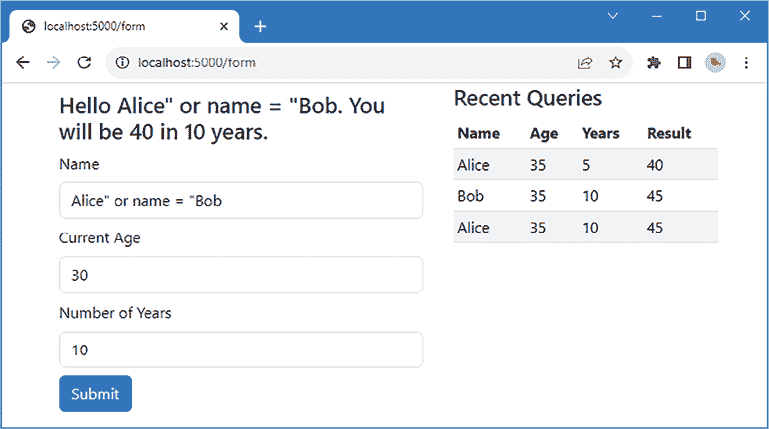 localhost:5000/form
localhost:5000/form
Hello Alice" or name = "Bob. You
will be 40 in 10 years.
Name
Alice" or name = "Bob
Current Age
30
Number of Years
10
Submit
Recent Queries
Name Age Years Result
Alice 35 5 40
Bob 35 10 45
Alice 35 10 45